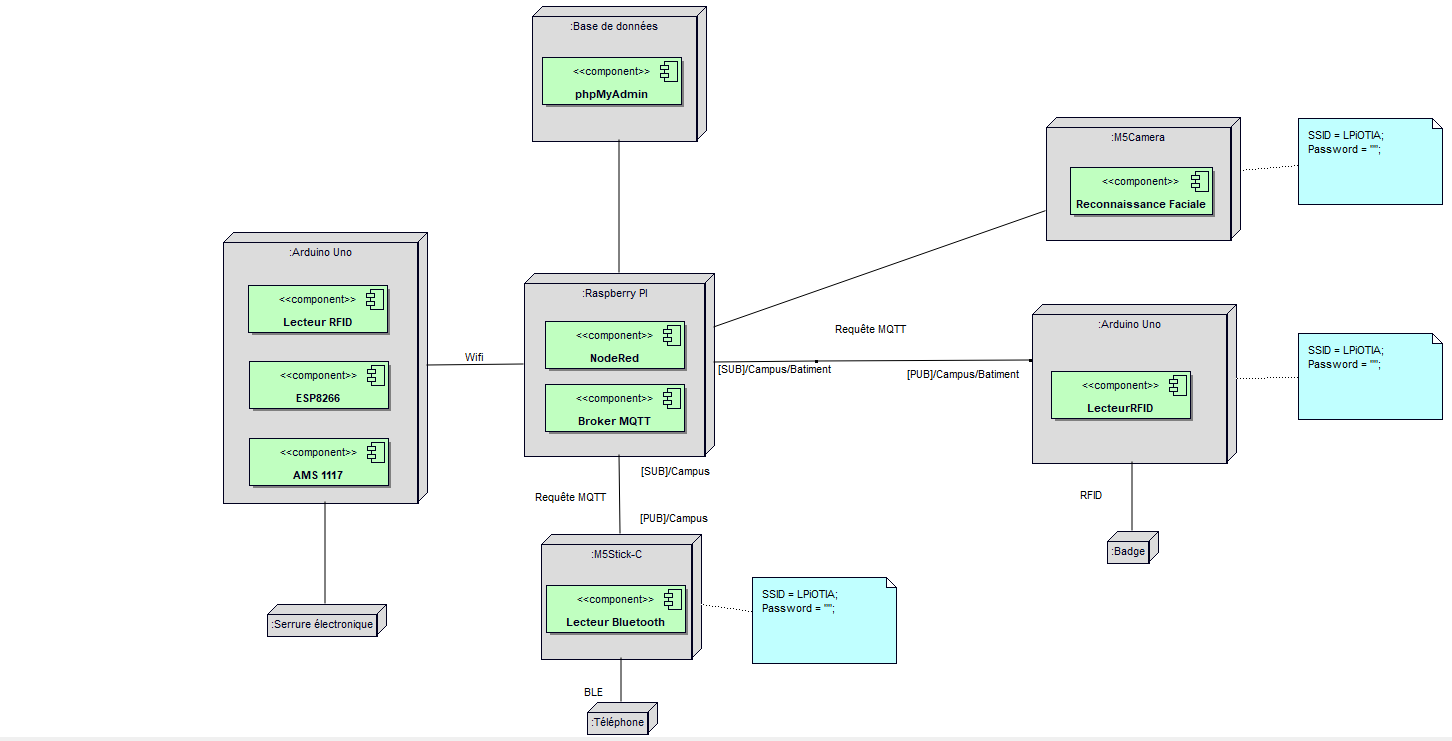 :Base de données
<<component>>
phpMyAdmin
:M5Camera
<<component>>
Reconnaissance Faciale
SSID = LPiOTIA;
Password = "";
:Arduino Uno
<<component>>
Lecteur RFID
<<component>>
ESP8266
<<component>>
AMS 1117
Wifi
:Raspberry PI
<<component>>
NodeRed
<<component>>
Broker MQTT
Requête MQTT
[SUB]/Campus/Batiment
[PUB]/Campus/Batiment
:Arduino Uno
<<component>>
LecteurRFID
SSID = LPiOTIA;
Password = "";
[SUB]/Campus
Requête MQTT
[PUB]/Campus
RFID
:Badge
:M5Stick-C
<<component>>
Lecteur Bluetooth
SSID = LPiOTIA;
Password = "";
:Serrure électronique
BLE
:Téléphone